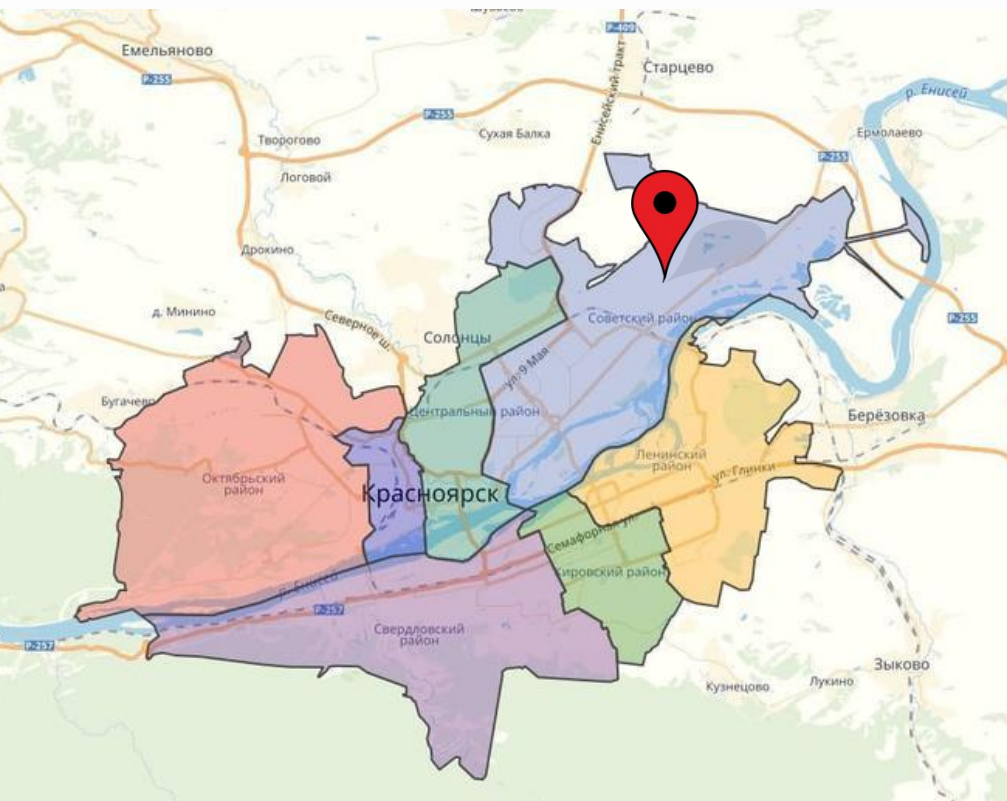 Р-409
Емельяново
Старцево
Р-255
Енисейский тракт
р. Енисей
Р-255
Сухая Балка
Ермолаево
Творогово
Р-255
Логовой
Дрокино
д. Минино
Северное ш.
Советский район
Р-255
Солонцы
ул. 9 Мая
Бугачево
Центральный район
Берёзовка
Ленинский
район
ул. Глинки
Октябрьский
район
Красноярск
Семафорная ул.
Кировский район
р. Енисей
Р-257
Свердловский
район
Р-257
Зыково
Лукино
Кузнецово